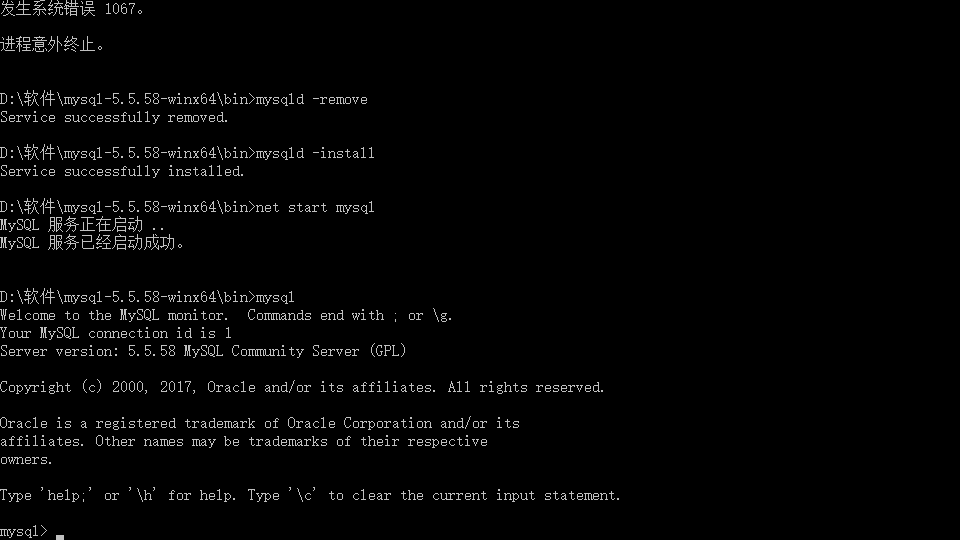 发生系统错误 1067。
进程意外终止。
D:\软件\mysql-5.5.58-winx64\bin>mysqld -remove
Service successfully removed.
D:\软件\mysql-5.5.58-winx64\bin>mysqld -install
Service successfully installed.
D:\软件\mysql-5.5.58-winx64\bin>net start mysql
MySQL 服务正在启动 ..
MySQL 服务已经启动成功。
D:\软件\mysql-5.5.58-winx64\bin>mysql
Welcome to the MySQL monitor.  Commands end with ; or \g.
Your MySQL connection id is 1
Server version: 5.5.58 MySQL Community Server (GPL)
Copyright (c) 2000, 2017, Oracle and/or its affiliates. All rights reserved.
Oracle is a registered trademark of Oracle Corporation and/or its
affiliates. Other names may be trademarks of their respective
owners.
Type 'help;' or '\h' for help. Type '\c' to clear the current input statement.
mysql>